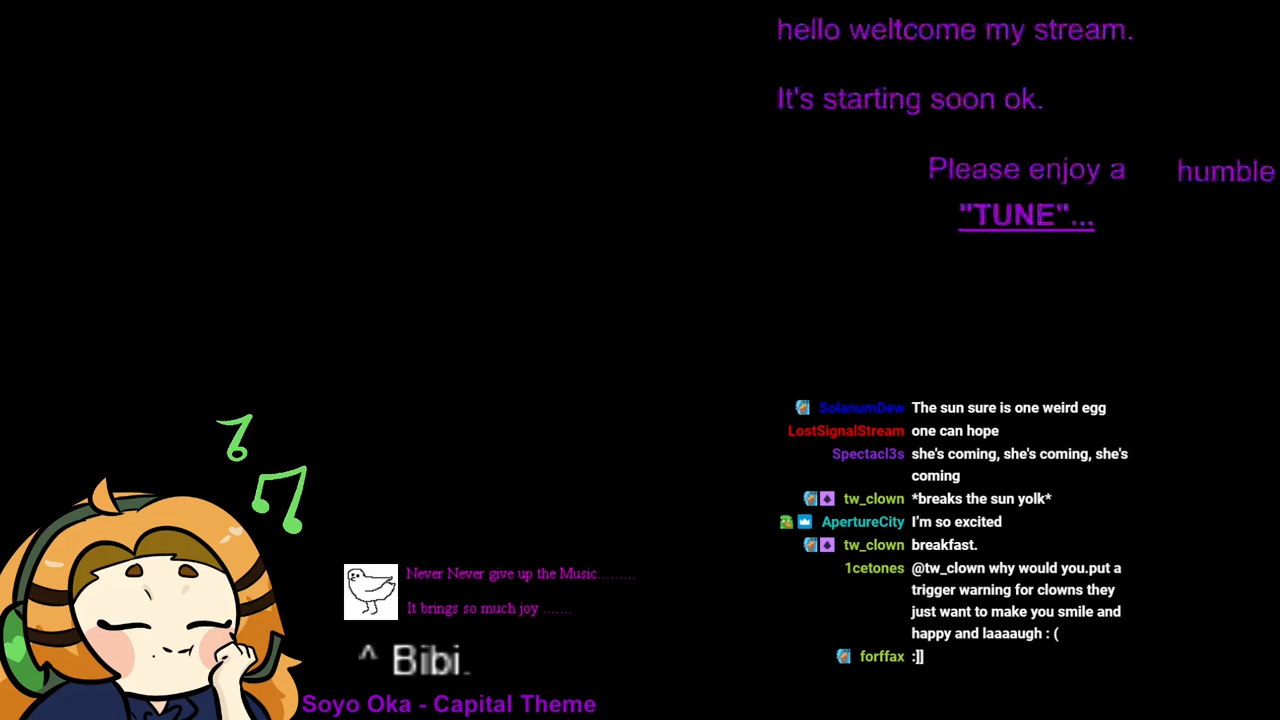 hello weltcome my stream.
It's starting soon ok.
Please enjoy a humble
"TUNE"...
SolanumDew The sun sure is one weird egg
LostSignalStream one can hope
Spectacl3s she's coming, she's coming, she's
coming
tw_clown *breaks the sun yolk*
ApertureCity I'm so excited
tw_clown breakfast.
1cetones @tw_clown why would you.put a
trigger warning for clowns they
just want to make you smile and
happy and laaaaugh : (
forffax :]]
Never Never give up the Music.........
It brings so much joy .......
^ Bibi.
Soyo Oka - Capital Theme